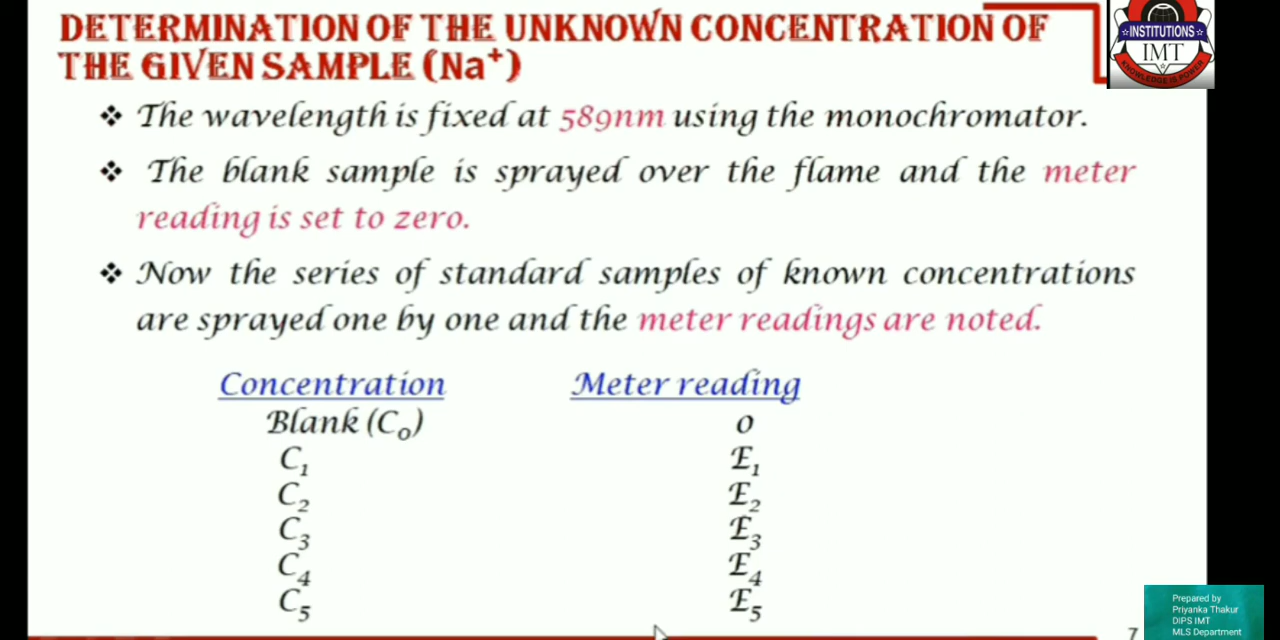 DETERMINATION OF THE UNKNOWN CONCENTRATION OF
THE GIVEN SAMPLE (Na⁺)
INSTITUTIONS
IMT
KNOWLEDGE IS POWER
❖ The wavelength is fixed at 589nm using the monochromator.
❖ The blank sample is sprayed over the flame and the meter
reading is set to zero.
❖ Now the series of standard samples of known concentrations
are sprayed one by one and the meter readings are noted.
Concentration Meter reading
Blank (C₀) 0
C₁ E₁
C₂ E₂
C₃ E₃
C₄ E₄
C₅ E₅
Prepared by
Priyanka Thakur
DIPS IMT
MLS Department
7